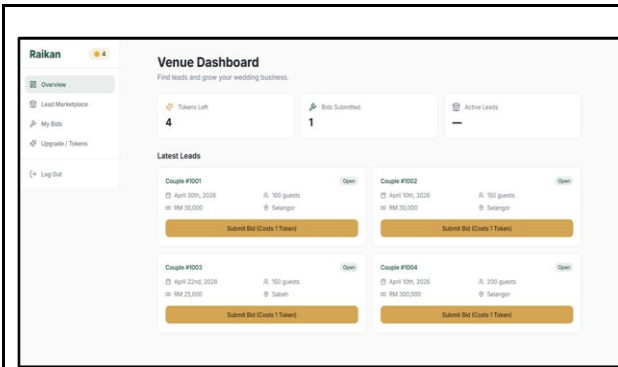 Raikan 4
Overview
Lead Marketplace
My Bids
Upgrade / Tokens
Log Out
Venue Dashboard
Find leads and grow your wedding business.
Tokens Left
4
Bids Submitted
1
Active Leads
—
Latest Leads
Couple #1001 Open
April 30th, 2026 100 guests
RM 30,000 Selangor
Submit Bid (Costs 1 Token)
Couple #1002 Open
April 10th, 2026 150 guests
RM 30,000 Selangor
Submit Bid (Costs 1 Token)
Couple #1003 Open
April 22nd, 2026 150 guests
RM 25,000 Sabah
Submit Bid (Costs 1 Token)
Couple #1004 Open
April 10th, 2026 200 guests
RM 300,000 Selangor
Submit Bid (Costs 1 Token)